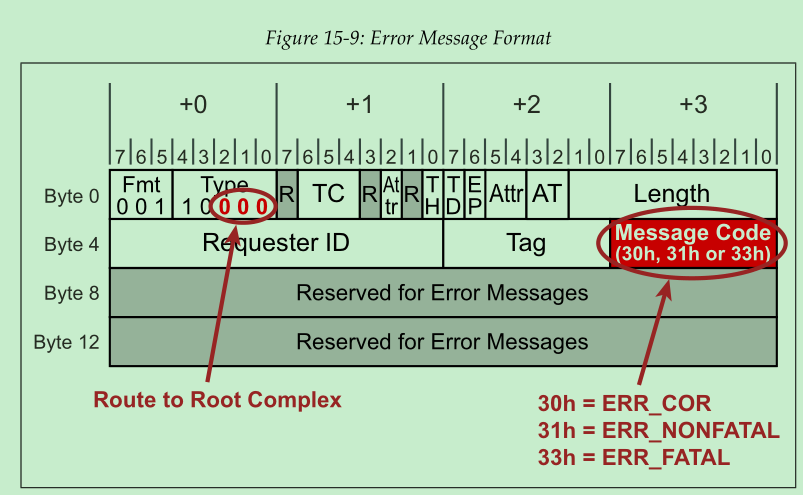 Figure 15-9: Error Message Format
+0 +1 +2 +3
7 6 5 4 3 2 1 0 7 6 5 4 3 2 1 0 7 6 5 4 3 2 1 0 7 6 5 4 3 2 1 0
Byte 0
Fmt
0 0 1
Type
1 0 0 0 0
R
TC
R
At
tr
R
T
H
T
D
E
P
Attr
AT
Length
Byte 4
Requester ID
Tag
Message Code
(30h, 31h or 33h)
Byte 8
Reserved for Error Messages
Byte 12
Reserved for Error Messages
Route to Root Complex
30h = ERR_COR
31h = ERR_NONFATAL
33h = ERR_FATAL